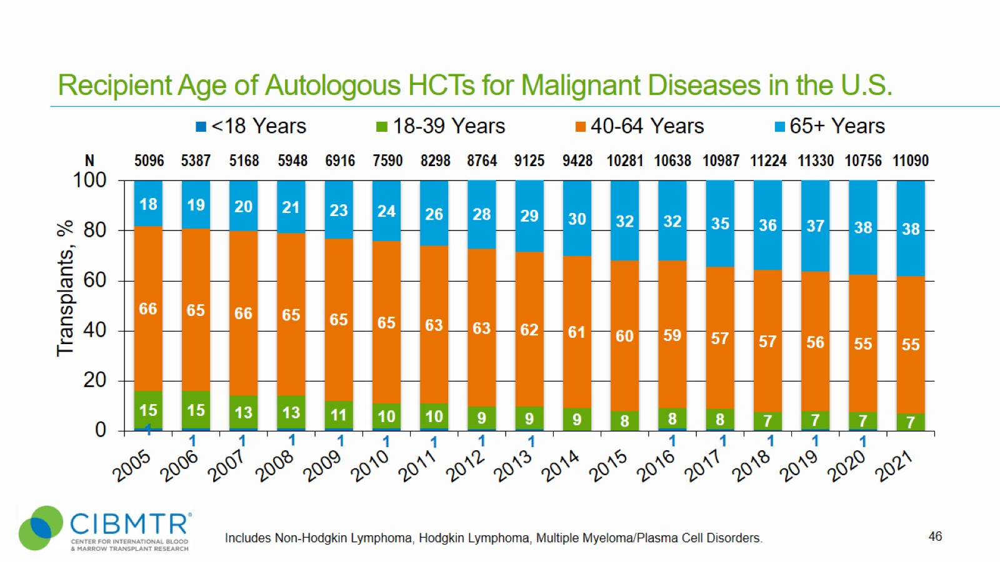 Recipient Age of Autologous HCTs for Malignant Diseases in the U.S.
<18 Years 18-39 Years 40-64 Years 65+ Years
N 5096 5387 5168 5948 6916 7590 8298 8764 9125 9428 10281 10638 10987 11224 11330 10756 11090
Transplants, %
100
80
60
40
20
0
18 19 20 21 23 24 26 28 29 30 32 32 35 36 37 38 38
66 65 66 65 65 65 63 63 62 61 60 59 57 57 56 55 55
15 15 13 13 11 10 10 9 9 9 8 8 8 7 7 7 7
1 1 1 1 1 1 1 1 1 1 1 1 1 1
2005 2006 2007 2008 2009 2010 2011 2012 2013 2014 2015 2016 2017 2018 2019 2020 2021
CIBMTR®
CENTER FOR INTERNATIONAL BLOOD
& MARROW TRANSPLANT RESEARCH
Includes Non-Hodgkin Lymphoma, Hodgkin Lymphoma, Multiple Myeloma/Plasma Cell Disorders.
46